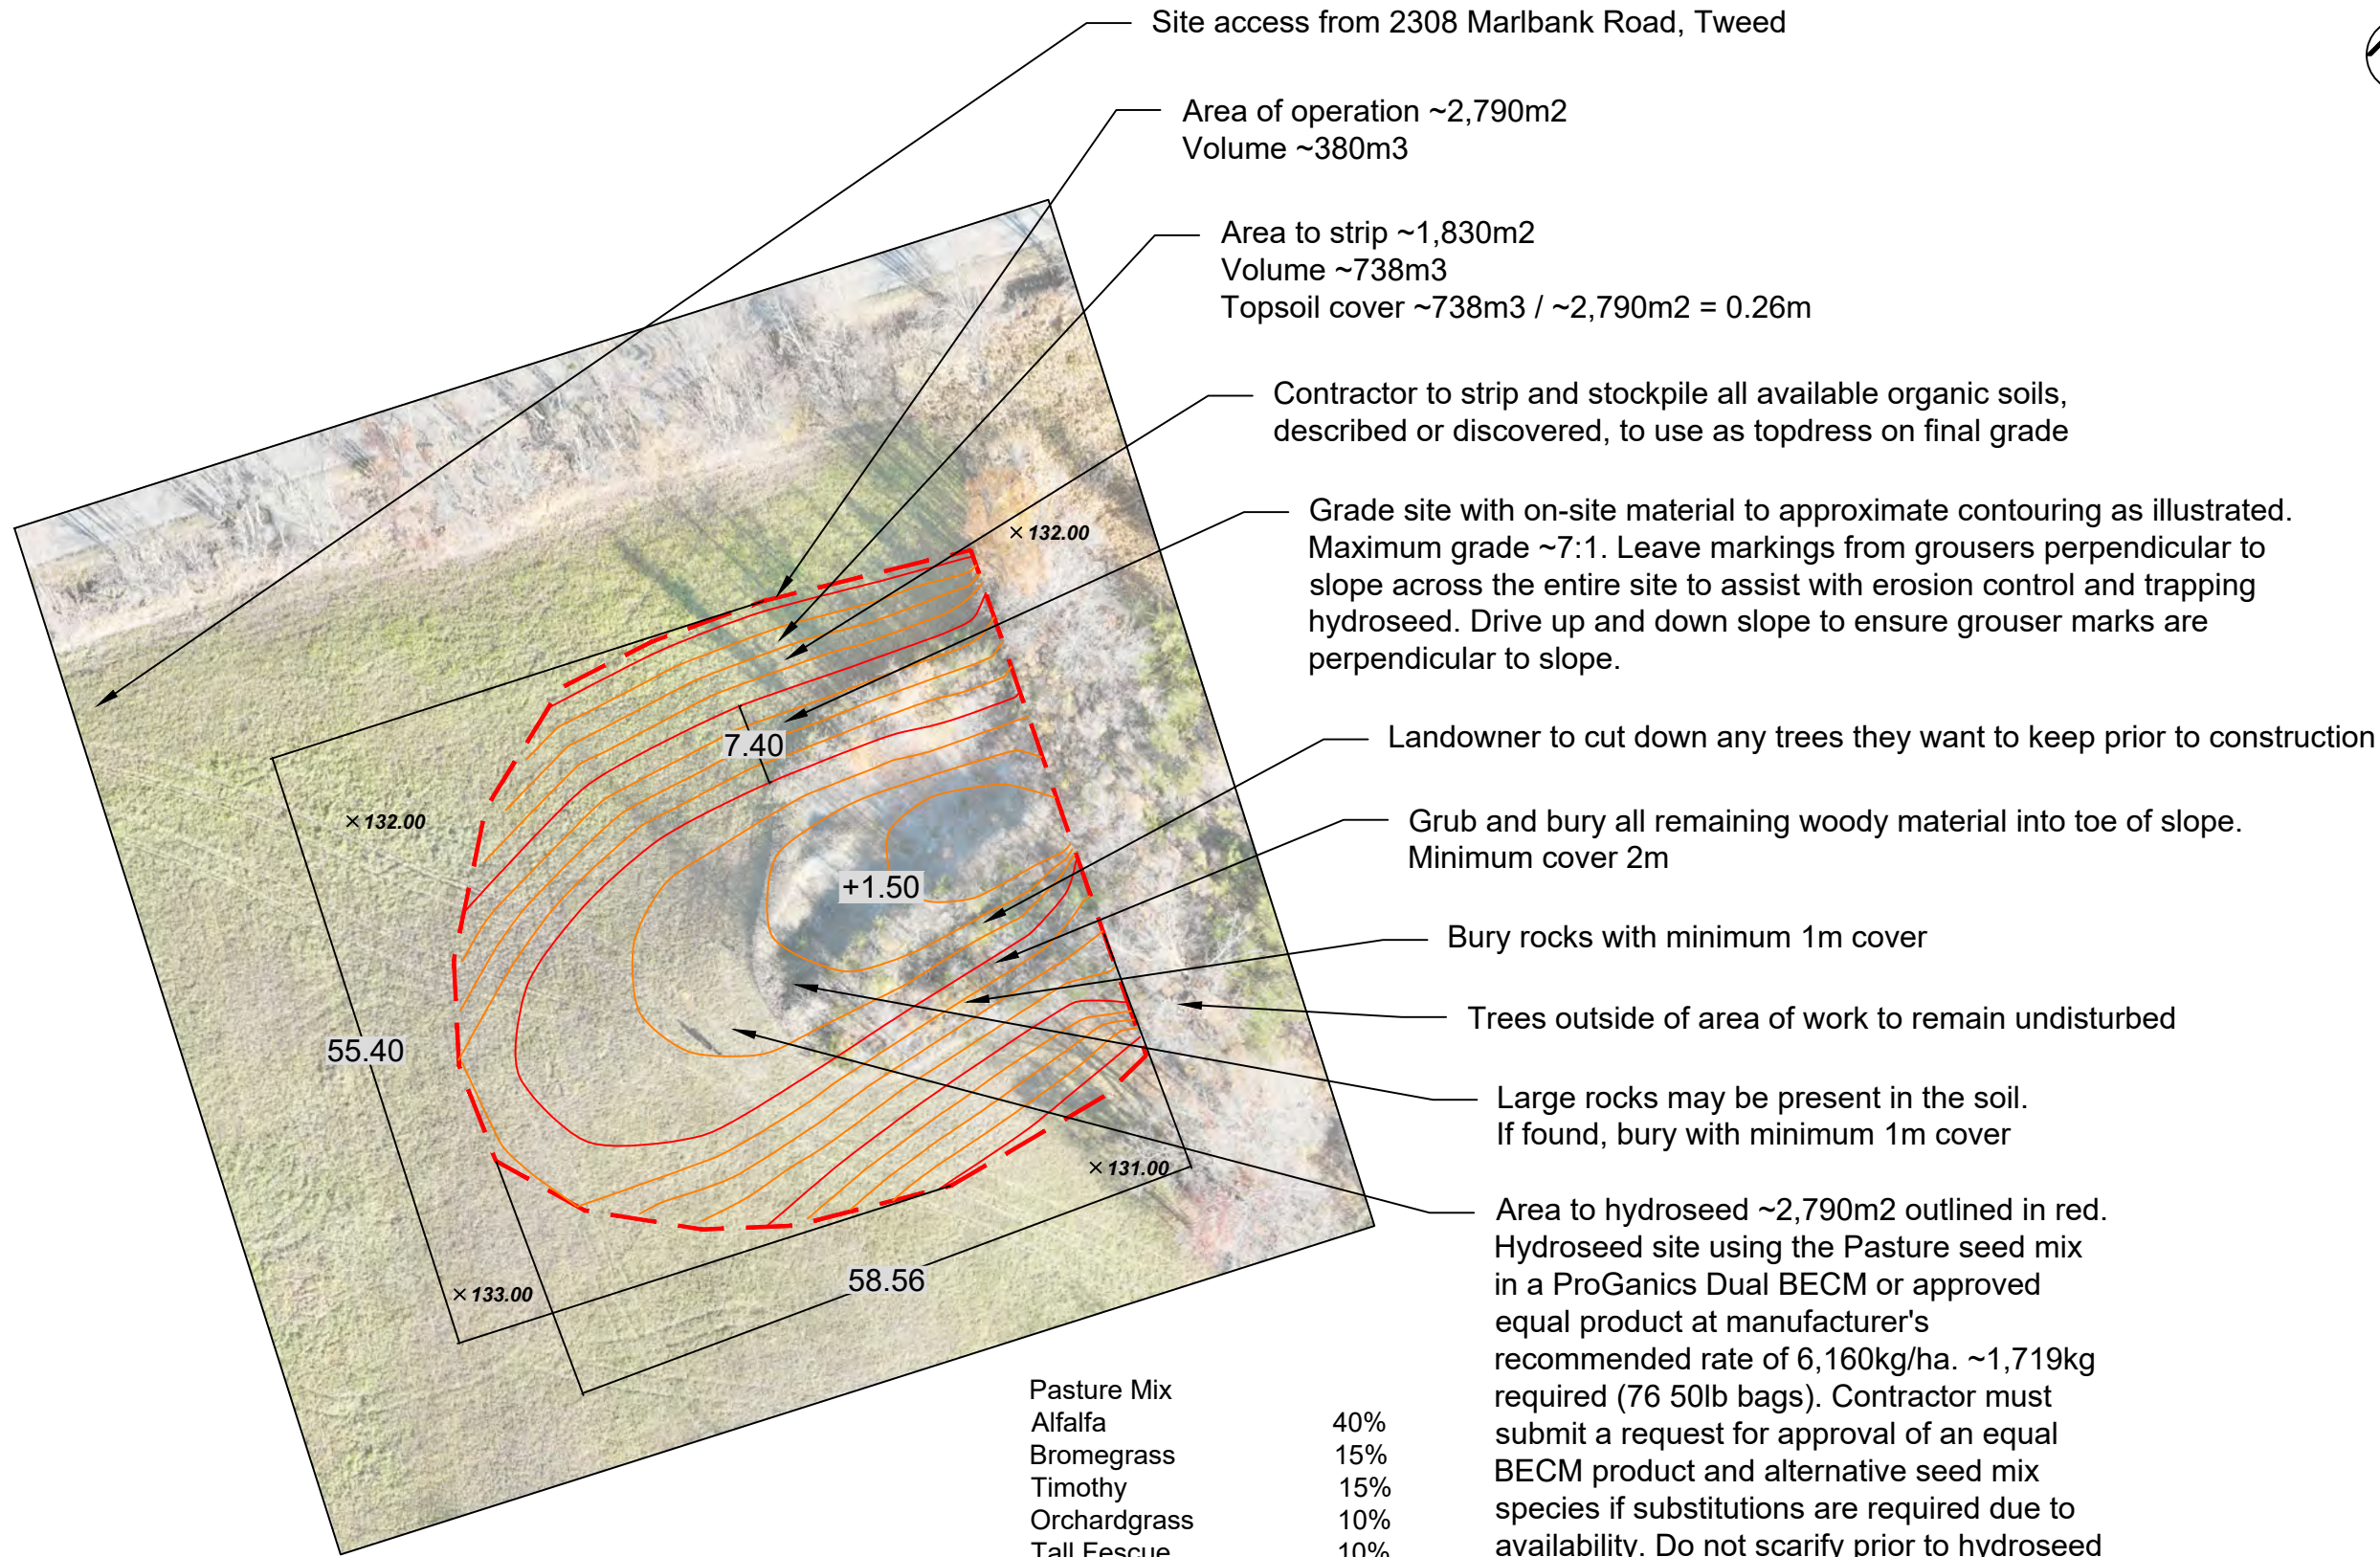 Site access from 2308 Marlbank Road, Tweed
Area of operation ~2,790m2
Volume ~380m3
Area to strip ~1,830m2
Volume ~738m3
Topsoil cover ~738m3 / ~2,790m2 = 0.26m
Contractor to strip and stockpile all available organic soils,
described or discovered, to use as topdress on final grade
Grade site with on-site material to approximate contouring as illustrated.
Maximum grade ~7:1. Leave markings from grousers perpendicular to
slope across the entire site to assist with erosion control and trapping
hydroseed. Drive up and down slope to ensure grouser marks are
perpendicular to slope.
Landowner to cut down any trees they want to keep prior to construction
Grub and bury all remaining woody material into toe of slope.
Minimum cover 2m
Bury rocks with minimum 1m cover
Trees outside of area of work to remain undisturbed
Large rocks may be present in the soil.
If found, bury with minimum 1m cover
Area to hydroseed ~2,790m2 outlined in red.
Hydroseed site using the Pasture seed mix
in a ProGanics Dual BECM or approved
equal product at manufacturer's
recommended rate of 6,160kg/ha. ~1,719kg
required (76 50lb bags). Contractor must
submit a request for approval of an equal
BECM product and alternative seed mix
species if substitutions are required due to
availability. Do not scarify prior to hydroseed
132.00
7.40
132.00
+1.50
55.40
131.00
58.56
133.00
Pasture Mix
Alfalfa 40%
Bromegrass 15%
Timothy 15%
Orchardgrass 10%
Tall Fescue 10%